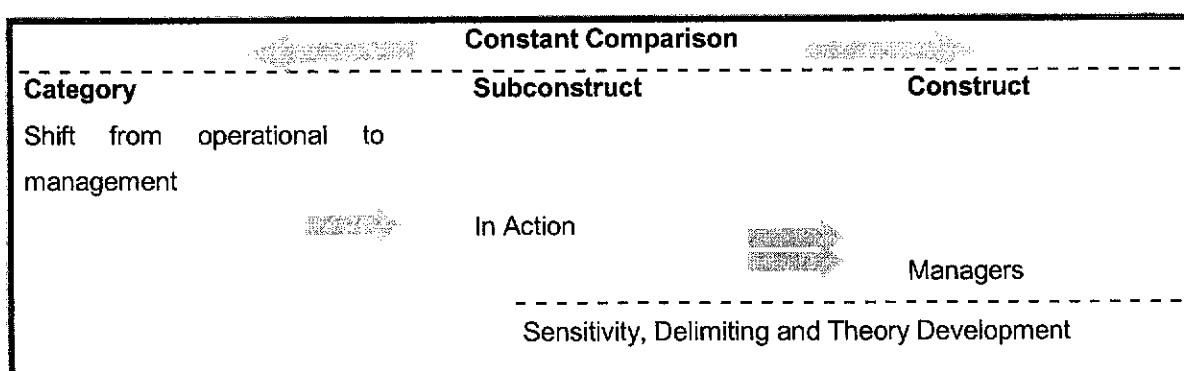 Constant Comparison
Category Subconstruct Construct
Shift from operational to
management
In Action
Managers
Sensitivity, Delimiting and Theory Development